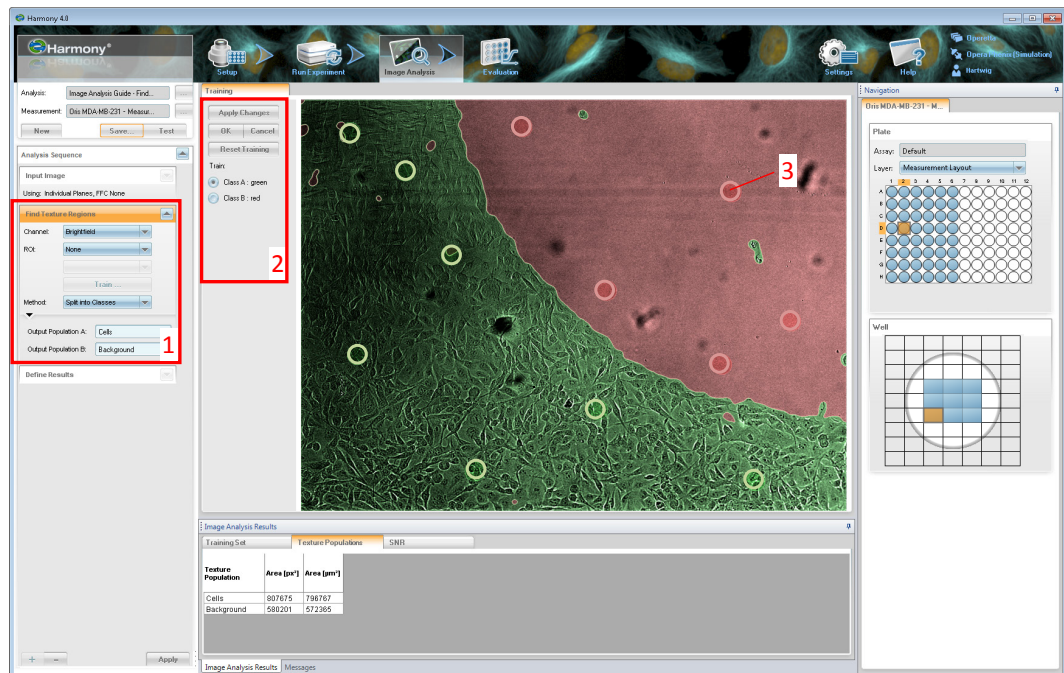 Harmony 4.0
Harmony®
Setup
Run Experiment
Image Analysis
Evaluation
Settings
Help
Operetta
Opera Phenix [Simulation]
Hartwig
Analysis: Image Analysis Guide - Find... ...
Measurement: Oris MDA-MB-231 - Measur... ...
New Save... Test
Analysis Sequence
Input Image
Using: Individual Planes, FFC None
Find Texture Regions
Channel: Brightfield
ROI: None
Train ...
Method: Split into Classes
Output Population A: Cells
Output Population B: Background
1
Define Results
+ – Apply
Training
Apply Changes
OK Cancel
Reset Training
Train:
Class A : green
Class B : red
2
3
Image Analysis Results
Training Set Texture Populations SNR
Texture Population Area [px²] Area [µm²]
Cells 807675 796767
Background 580201 572365
Image Analysis Results Messages
Navigation
Oris MDA-MB-231 - M...
Plate
Assay: Default
Layer: Measurement Layout
1 2 3 4 5 6 7 8 9 10 11 12
A
B
C
D
E
F
G
H
Well